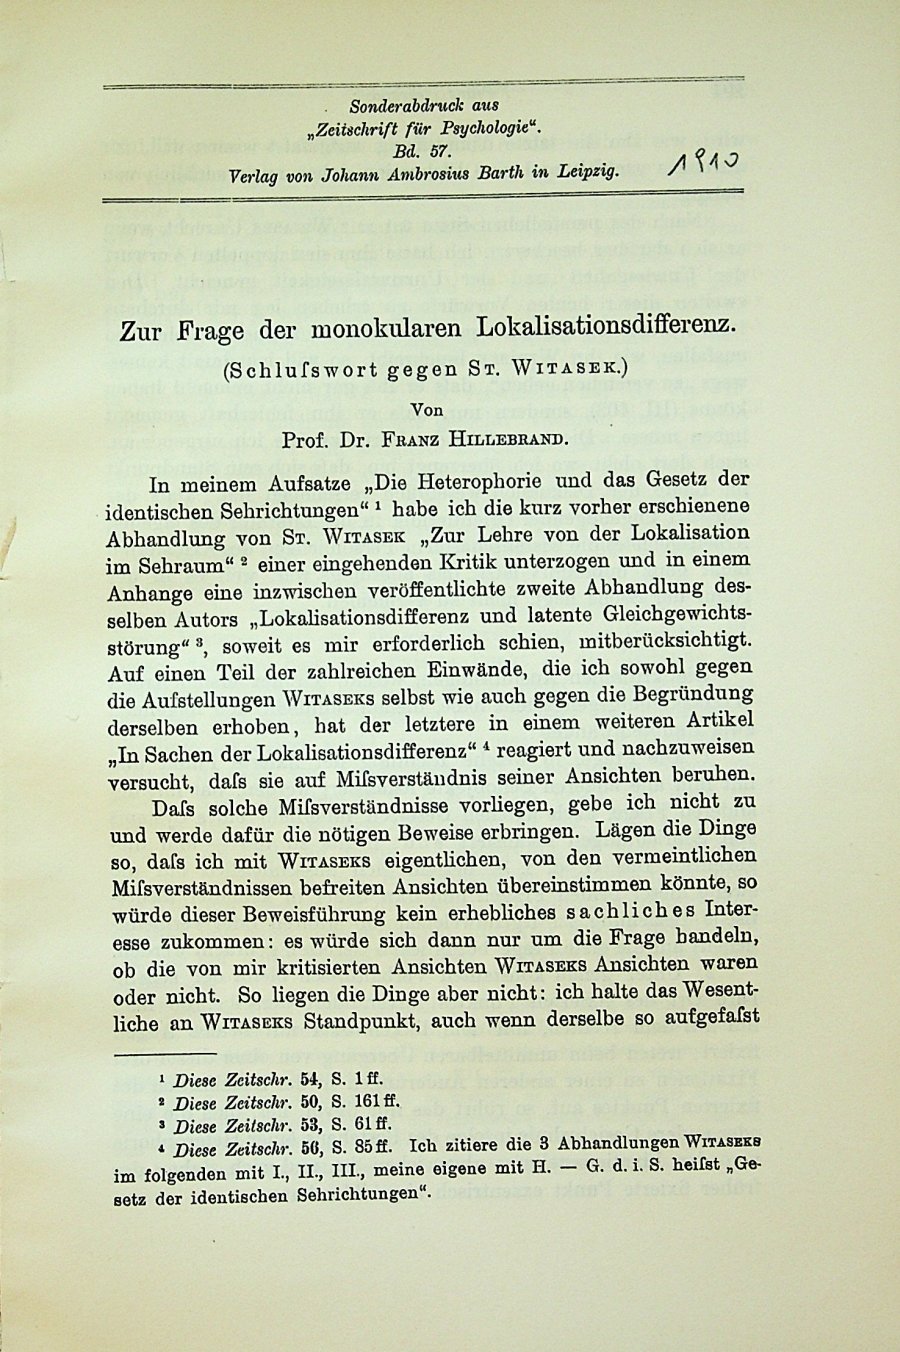 Sonderabdruck aus
„Zeitschrift für Psychologie“.
Bd. 57.
Verlag von Johann Ambrosius Barth in Leipzig.
1910
Zur Frage der monokularen Lokalisationsdifferenz.
(Schluſswort gegen St. Witasek.)
Von
Prof. Dr. Franz Hillebrand.
In meinem Aufsatze „Die Heterophorie und das Gesetz der
identischen Sehrichtungen“ ¹ habe ich die kurz vorher erschienene
Abhandlung von St. Witasek „Zur Lehre von der Lokalisation
im Sehraum“ ² einer eingehenden Kritik unterzogen und in einem
Anhange eine inzwischen veröffentlichte zweite Abhandlung des-
selben Autors „Lokalisationsdifferenz und latente Gleichgewichts-
störung“ ³, soweit es mir erforderlich schien, mitberücksichtigt.
Auf einen Teil der zahlreichen Einwände, die ich sowohl gegen
die Aufstellungen Witaseks selbst wie auch gegen die Begründung
derselben erhoben, hat der letztere in einem weiteren Artikel
„In Sachen der Lokalisationsdifferenz“ ⁴ reagiert und nachzuweisen
versucht, daſs sie auf Miſsverständnis seiner Ansichten beruhen.
Daſs solche Miſsverständnisse vorliegen, gebe ich nicht zu
und werde dafür die nötigen Beweise erbringen. Lägen die Dinge
so, daſs ich mit Witaseks eigentlichen, von den vermeintlichen
Miſsverständnissen befreiten Ansichten übereinstimmen könnte, so
würde dieser Beweisführung kein erhebliches sachliches Inter-
esse zukommen: es würde sich dann nur um die Frage handeln,
ob die von mir kritisierten Ansichten Witaseks Ansichten waren
oder nicht. So liegen die Dinge aber nicht: ich halte das Wesent-
liche an Witaseks Standpunkt, auch wenn derselbe so aufgefaſst
¹ Diese Zeitschr. 54, S. 1 ff.
² Diese Zeitschr. 50, S. 161 ff.
³ Diese Zeitschr. 53, S. 61 ff.
⁴ Diese Zeitschr. 56, S. 85 ff. Ich zitiere die 3 Abhandlungen Witaseks
im folgenden mit I., II., III., meine eigene mit H. — G. d. i. S. heiſst „Ge-
setz der identischen Sehrichtungen“.